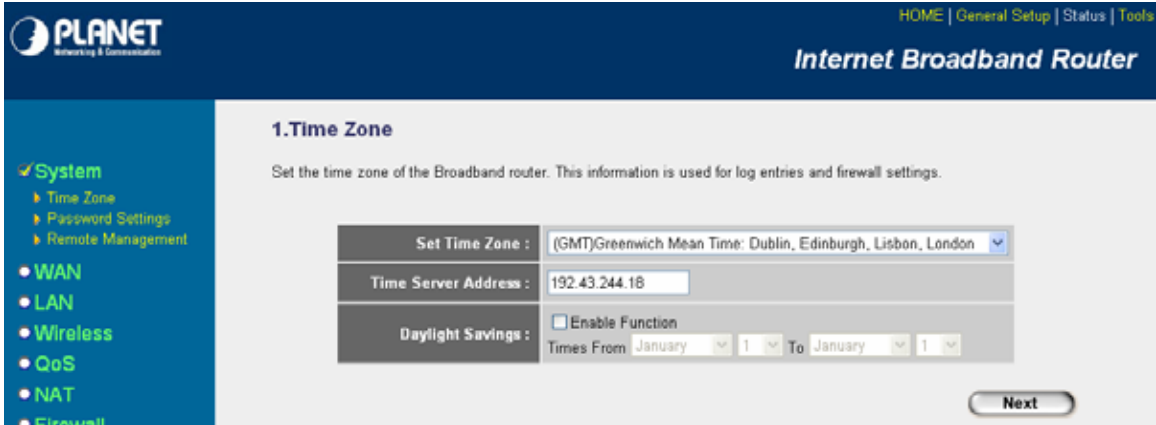 PLANET
Networking & Communication
HOME | General Setup | Status | Tools
Internet Broadband Router
System
Time Zone
Password Settings
Remote Management
WAN
LAN
Wireless
QoS
NAT
Firewall
1.Time Zone
Set the time zone of the Broadband router. This information is used for log entries and firewall settings.
Set Time Zone : (GMT)Greenwich Mean Time: Dublin, Edinburgh, Lisbon, London
Time Server Address : 192.43.244.18
Daylight Savings : Enable Function
Times From January 1 To January 1
Next